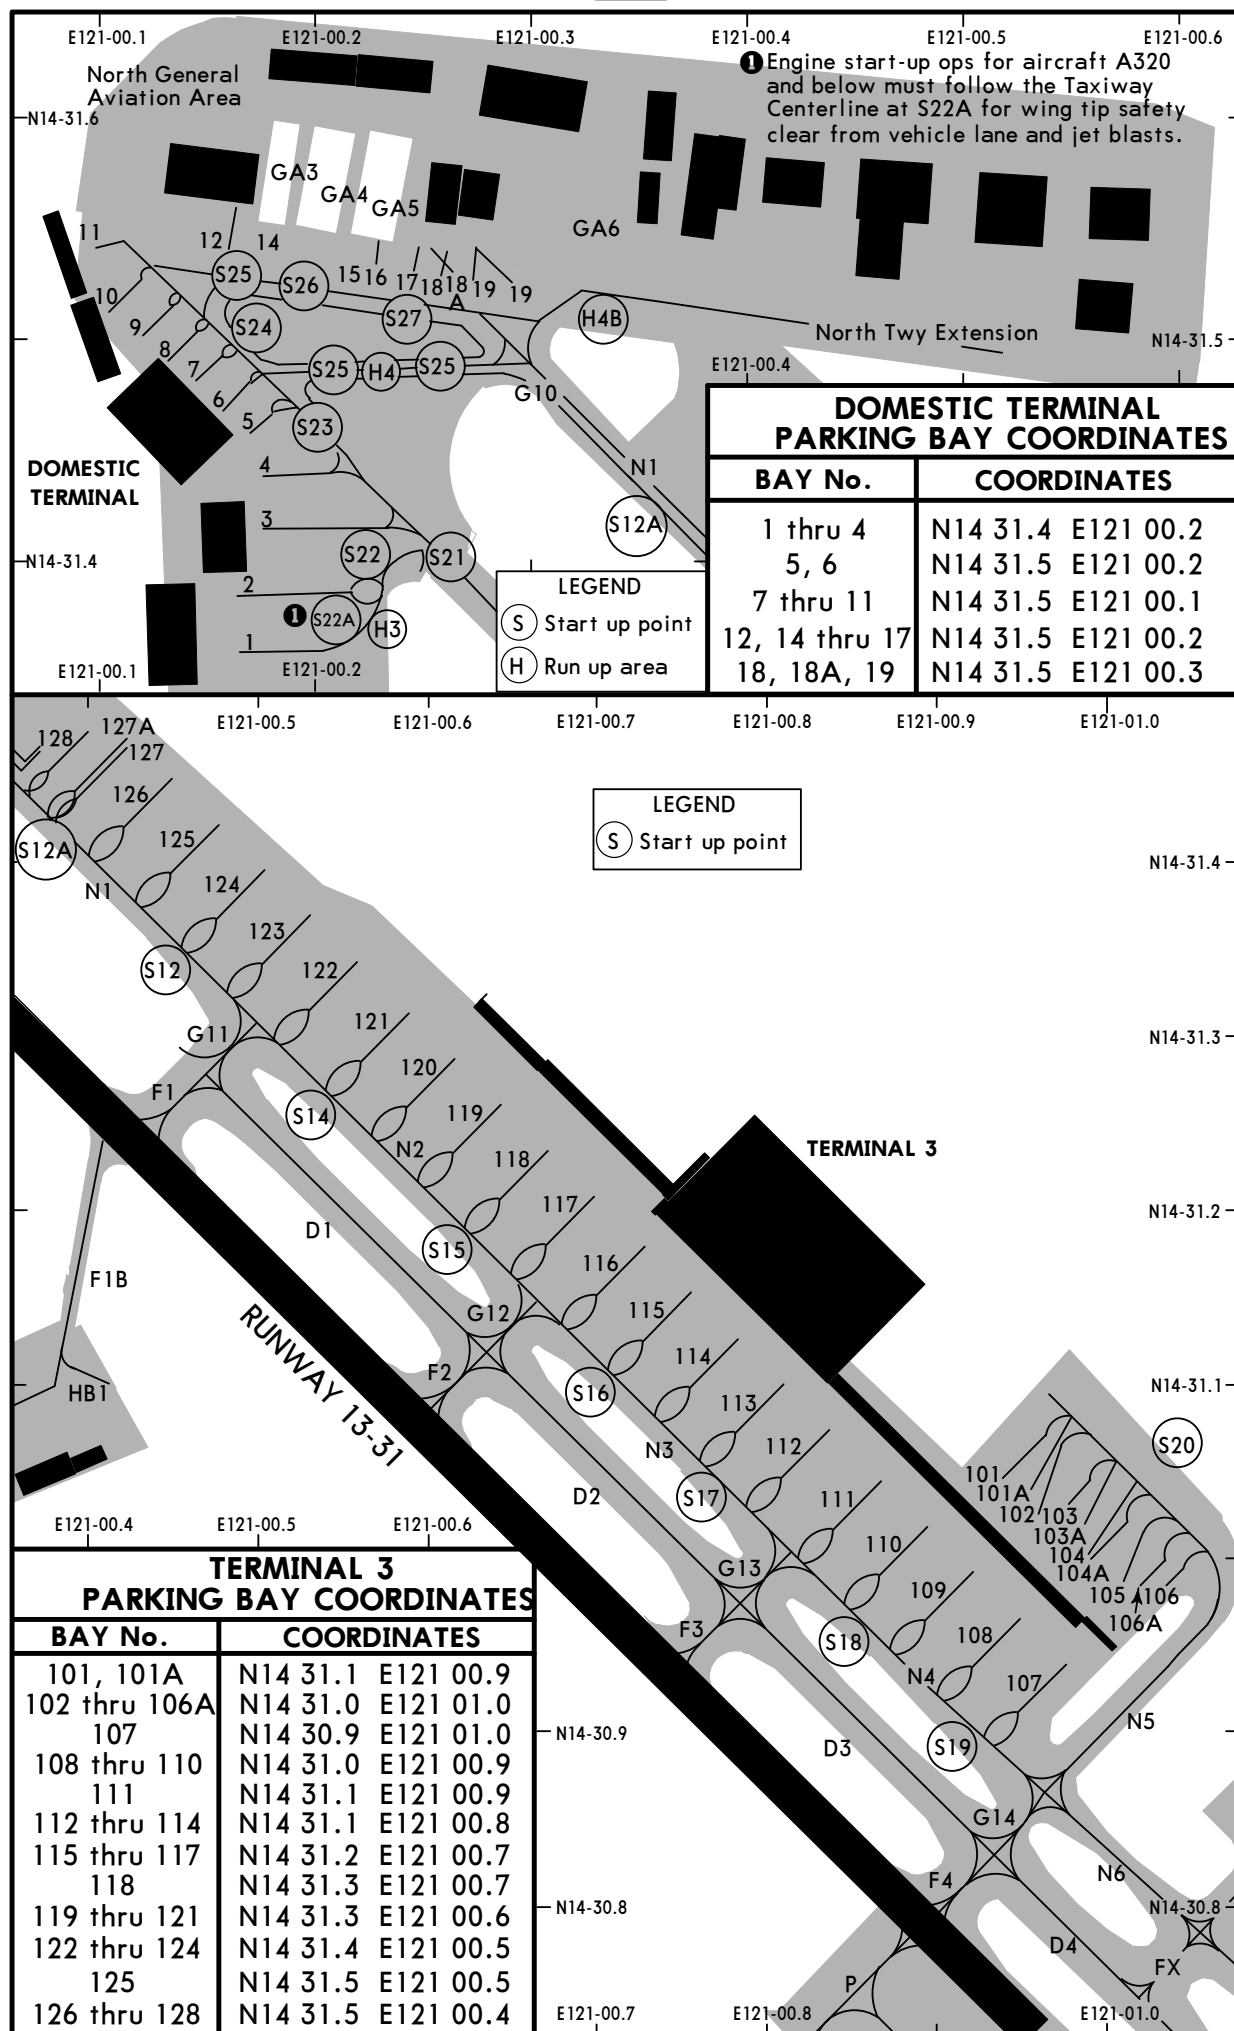 E121-00.1
E121-00.2
E121-00.3
E121-00.4
E121-00.5
E121-00.6
North General
Aviation Area
❶ Engine start-up ops for aircraft A320
and below must follow the Taxiway
Centerline at S22A for wing tip safety
clear from vehicle lane and jet blasts.
N14-31.6
GA3
GA4
GA5
GA6
11
12
14
10
S25
S26
15
16
17
18
18
A
19
19
9
S24
S27
H4B
North Twy Extension
N14-31.5
8
7
6
5
S25
H4
S25
G10
E121-00.4
S23
DOMESTIC
TERMINAL
4
3
N1
S12A
N14-31.4
S22
S21
2
❶
S22A
H3
1
E121-00.1
E121-00.2
LEGEND
S Start up point
H Run up area
DOMESTIC TERMINAL
PARKING BAY COORDINATES
BAY No. COORDINATES
1 thru 4 N14 31.4 E121 00.2
5, 6 N14 31.5 E121 00.2
7 thru 11 N14 31.5 E121 00.1
12, 14 thru 17 N14 31.5 E121 00.2
18, 18A, 19 N14 31.5 E121 00.3
E121-00.5
E121-00.6
E121-00.7
E121-00.8
E121-00.9
E121-01.0
128
127A
127
126
125
124
123
122
121
120
119
118
117
116
115
114
113
112
111
110
109
108
107
LEGEND
S Start up point
S12A
N1
S12
G11
F1
S14
N2
S15
D1
F1B
HB1
G12
F2
RUNWAY 13-31
S16
N3
S17
D2
G13
F3
S18
N4
S19
D3
G14
F4
N5
N6
D4
FX
P
N14-31.4
N14-31.3
TERMINAL 3
N14-31.2
N14-31.1
S20
101
101A
102
103
103A
104
104A
105
106
106A
E121-00.4
E121-00.5
E121-00.6
TERMINAL 3
PARKING BAY COORDINATES
BAY No. COORDINATES
101, 101A N14 31.1 E121 00.9
102 thru 106A N14 31.0 E121 01.0
107 N14 30.9 E121 01.0
108 thru 110 N14 31.0 E121 00.9
111 N14 31.1 E121 00.9
112 thru 114 N14 31.1 E121 00.8
115 thru 117 N14 31.2 E121 00.7
118 N14 31.3 E121 00.7
119 thru 121 N14 31.3 E121 00.6
122 thru 124 N14 31.4 E121 00.5
125 N14 31.5 E121 00.5
126 thru 128 N14 31.5 E121 00.4
N14-30.9
N14-30.8
N14-30.8
E121-00.7
E121-00.8
E121-01.0